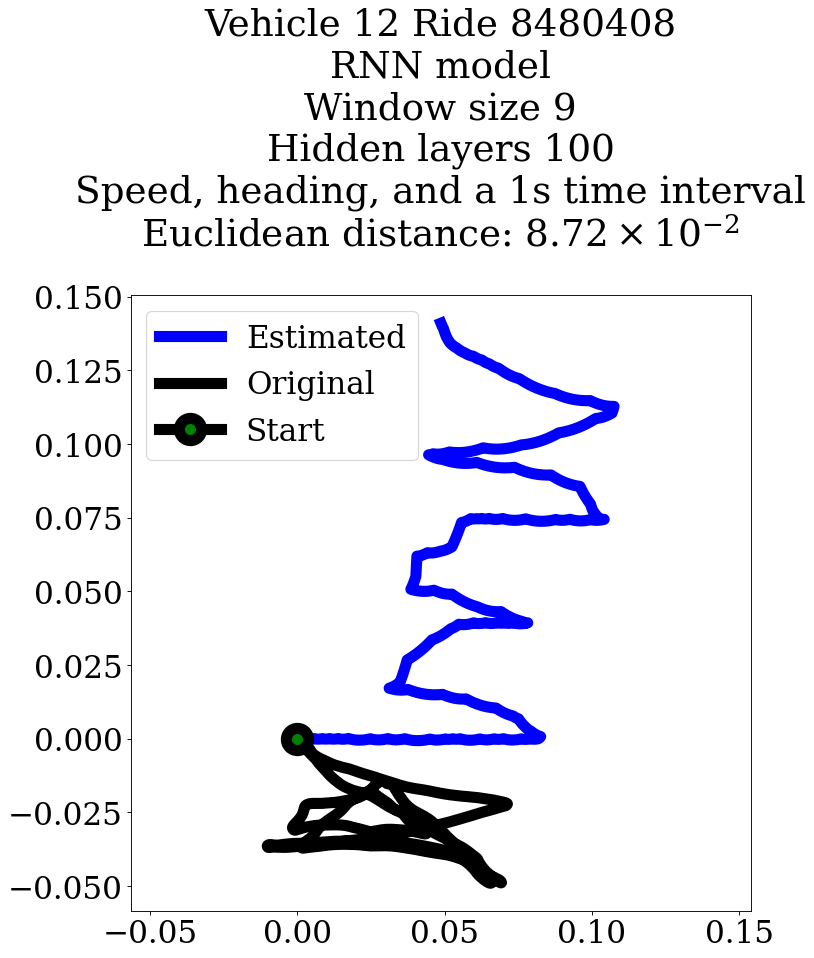 Vehicle 12 Ride 8480408
RNN model
Window size 9
Hidden layers 100
Speed, heading, and a 1s time interval
Euclidean distance: 8.72 × 10⁻²
0.150
0.125
0.100
0.075
0.050
0.025
0.000
−0.025
−0.050
Estimated
Original
Start
−0.05 0.00 0.05 0.10 0.15